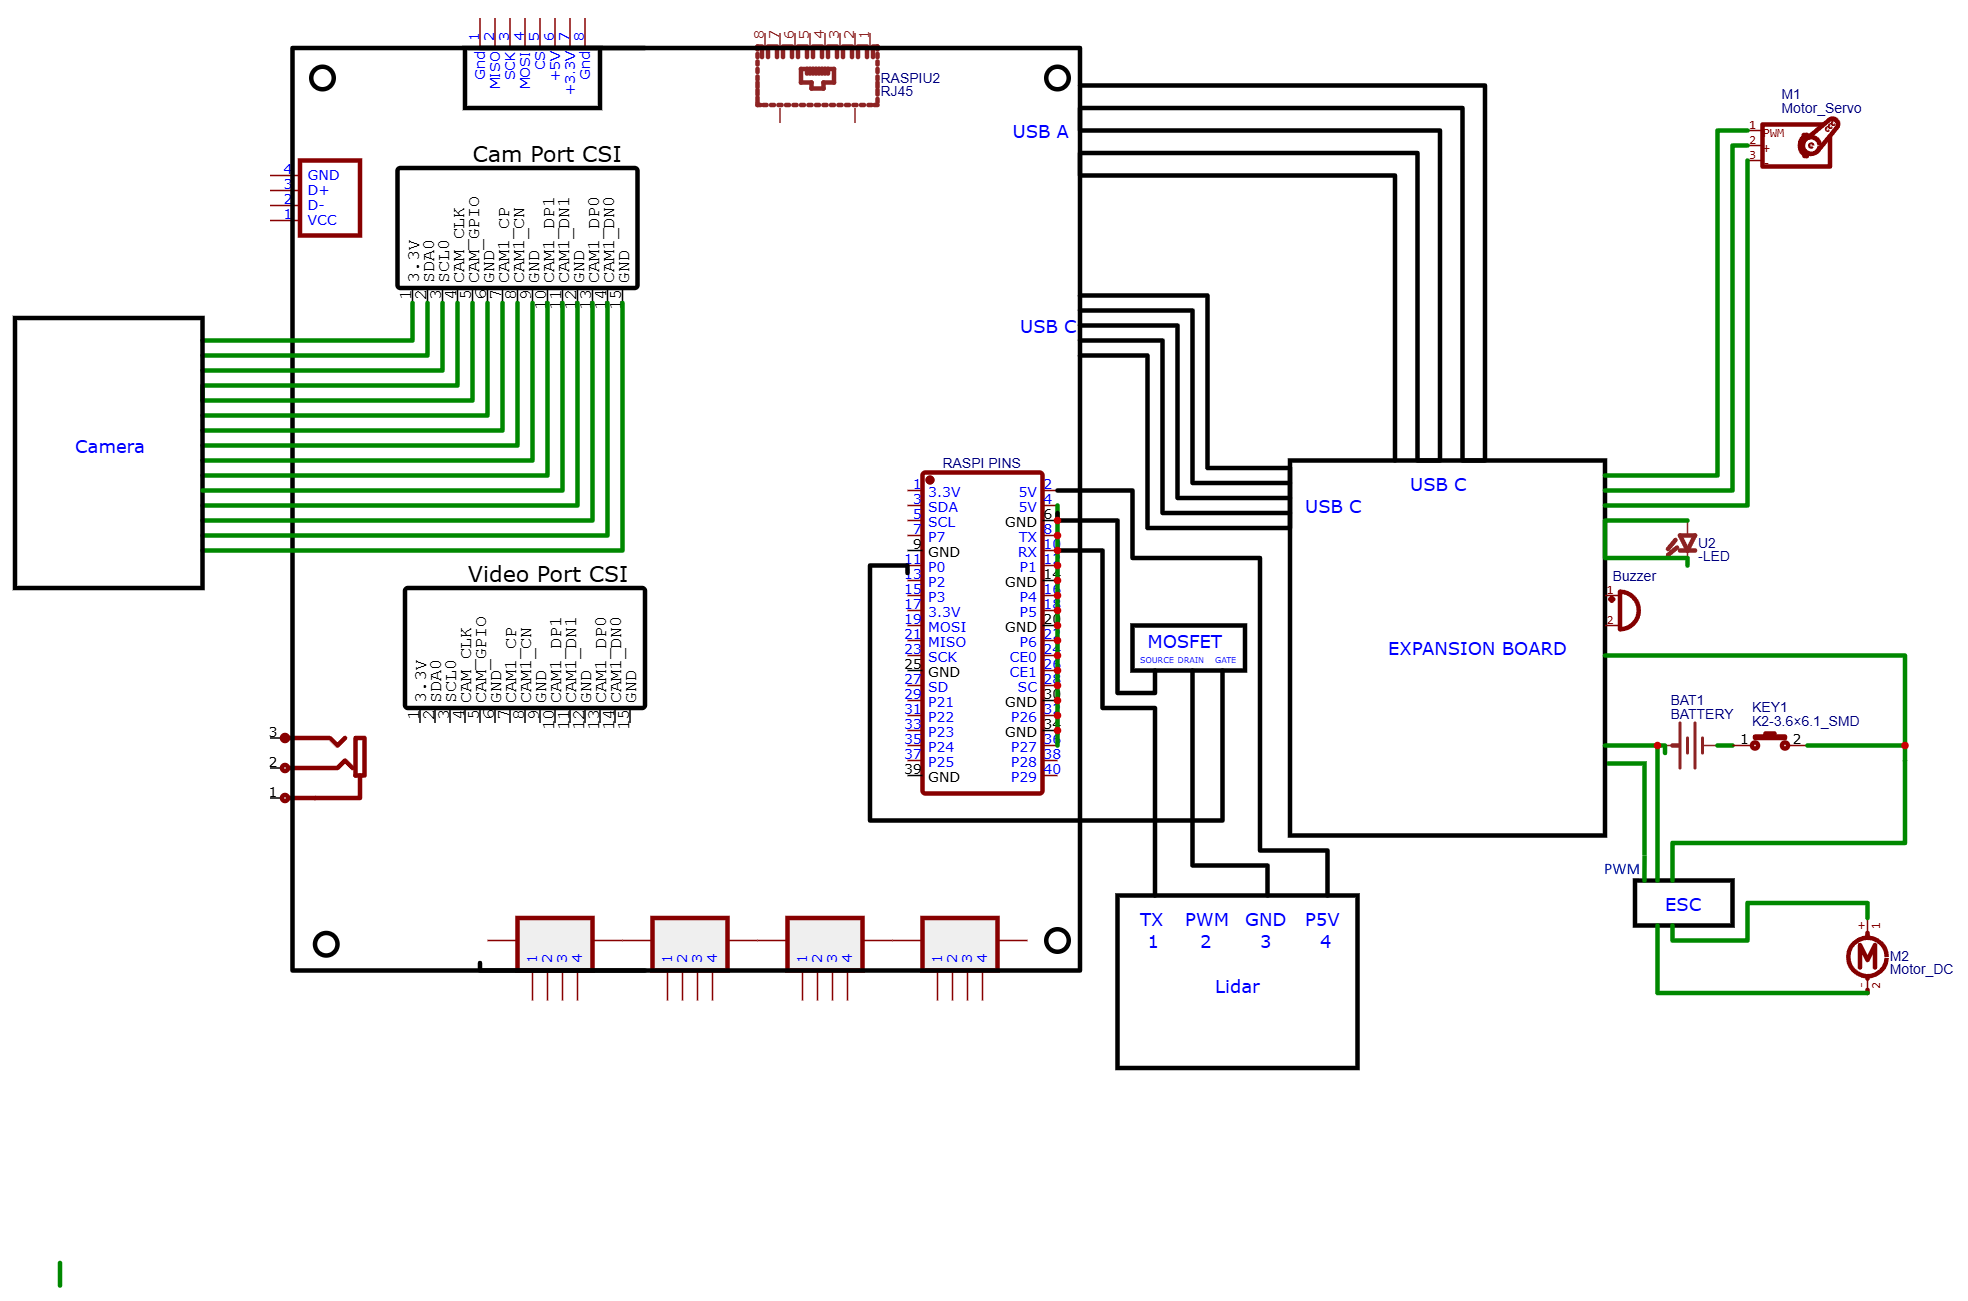 1 2 3 4 5 6 7 8
Gnd MISO SCK MOSI CS +5V +3.3V Gnd
8 7 6 5 4 3 2 1
RASPIU2
RJ45
USB A
M1
Motor_Servo
1 PWM
2 +
3 -
Cam Port CSI
4 GND
3 D+
2 D-
1 VCC
3.3V SDA0 SCL0 CAM_CLK CAM_GPIO GND_ CAM1_CP CAM1_CN GND CAM1_DP1 CAM1_DN1 GND CAM1_DP0 CAM1_DN0 GND
1 2 3 4 5 6 7 8 9 10 11 12 13 14 15
USB C
Camera
RASPI PINS
1 3.3V 5V 2
3 SDA 5V 4
5 SCL GND 6
7 P7 TX 8
9 GND RX 10
11 P0 P1
13 P2 GND 14
15 P3 P4 16
17 3.3V P5 18
19 MOSI GND 20
21 MISO P6
23 SCK CE0 24
25 GND CE1 26
27 SD SC 28
29 P21 GND 30
31 P22 P26
33 P23 GND 34
35 P24 P27 36
37 P25 P28 38
39 GND P29 40
USB C
USB C
EXPANSION BOARD
U2
-LED
Buzzer
1
2
MOSFET
SOURCE DRAIN GATE
Video Port CSI
3.3V SDA0 SCL0 CAM_CLK CAM_GPIO GND_ CAM1_CP CAM1_CN GND CAM1_DP1 CAM1_DN1 GND CAM1_DP0 CAM1_DN0 GND
1 2 3 4 5 6 7 8 9 10 11 12 13 14 15
3
2
1
BAT1
BATTERY
KEY1
K2-3.6×6.1_SMD
1 2
PWM
ESC
+ 1
M
M2
Motor_DC
- 2
TX PWM GND P5V
1 2 3 4
Lidar
1 2 3 4
1 2 3 4
1 2 3 4
1 2 3 4